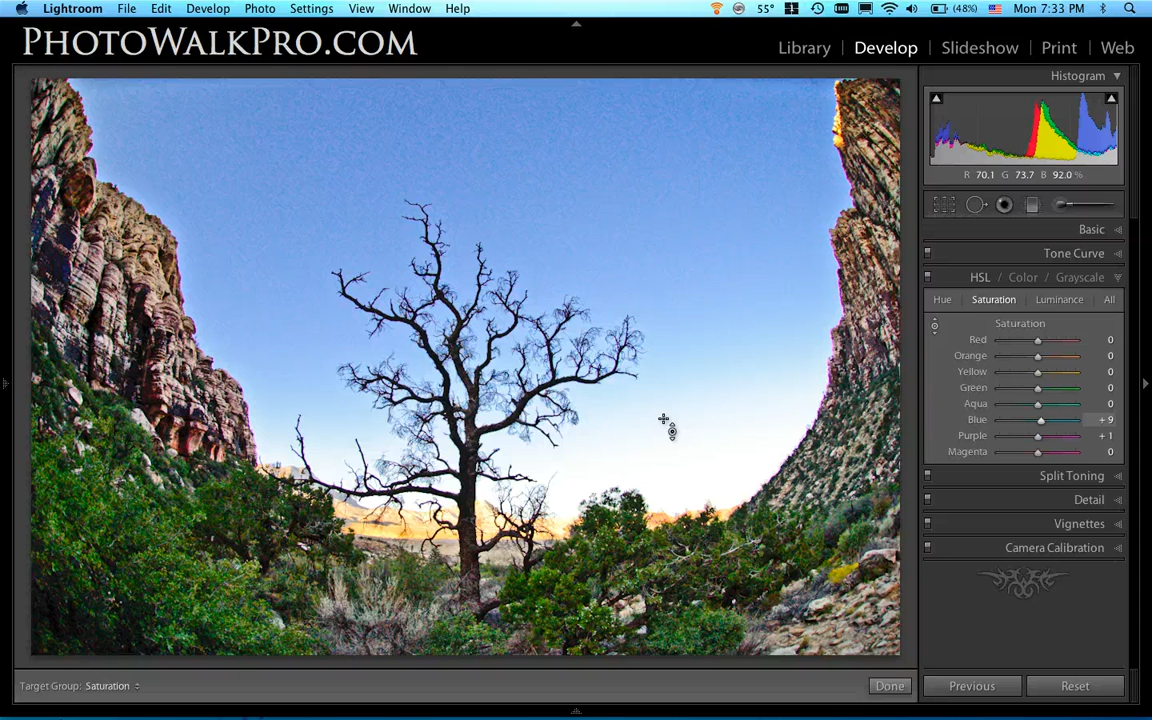 Lightroom File Edit Develop Photo Settings View Window Help 55° (48%) Mon 7:33 PM
PHOTOWALKPRO.COM
Library | Develop | Slideshow | Print | Web
Histogram
R 70.1 G 73.7 B 92.0 %
Basic
Tone Curve
HSL / Color / Grayscale
Hue Saturation Luminance All
Saturation
Red 0
Orange 0
Yellow 0
Green 0
Aqua 0
Blue + 9
Purple + 1
Magenta 0
Split Toning
Detail
Vignettes
Camera Calibration
Target Group: Saturation Done Previous Reset